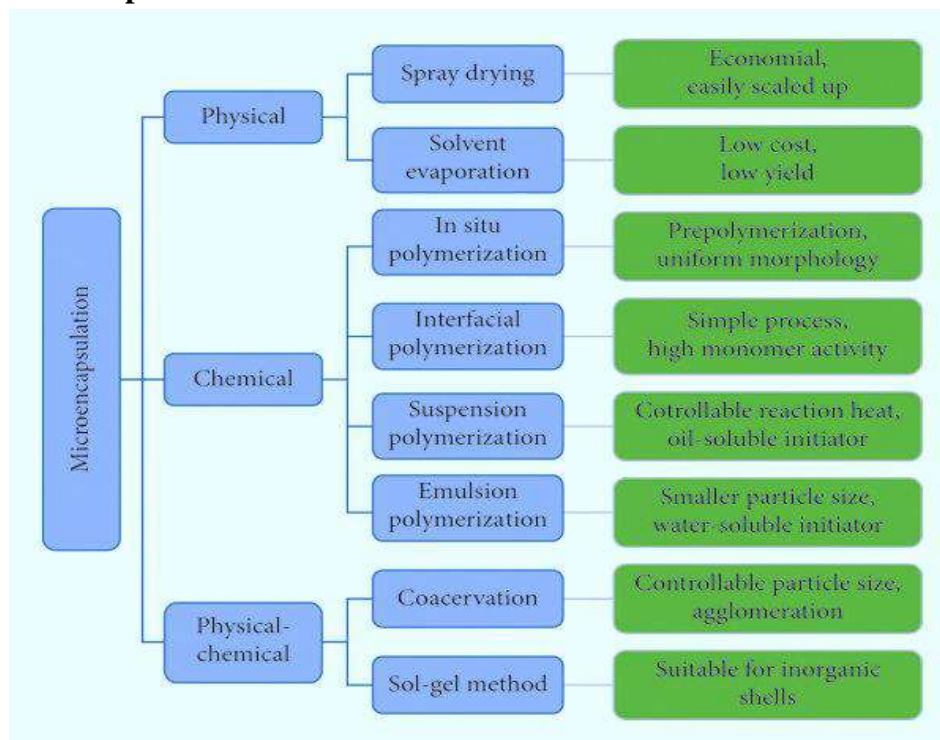 Microencapsulation
Physical
Spray drying
Economial,
easily scaled up
Solvent
evaporation
Low cost,
low yield
Chemical
In situ
polymerization
Prepolymerization,
uniform morphology
Interfacial
polymerization
Simple process,
high monomer activity
Suspension
polymerization
Cotrollable reaction heat,
oil-soluble initiator
Emulsion
polymerization
Smaller particle size,
water-soluble initiator
Physical-
chemical
Coacervation
Controllable particle size,
agglomeration
Sol-gel method
Suitable for inorganic
shells